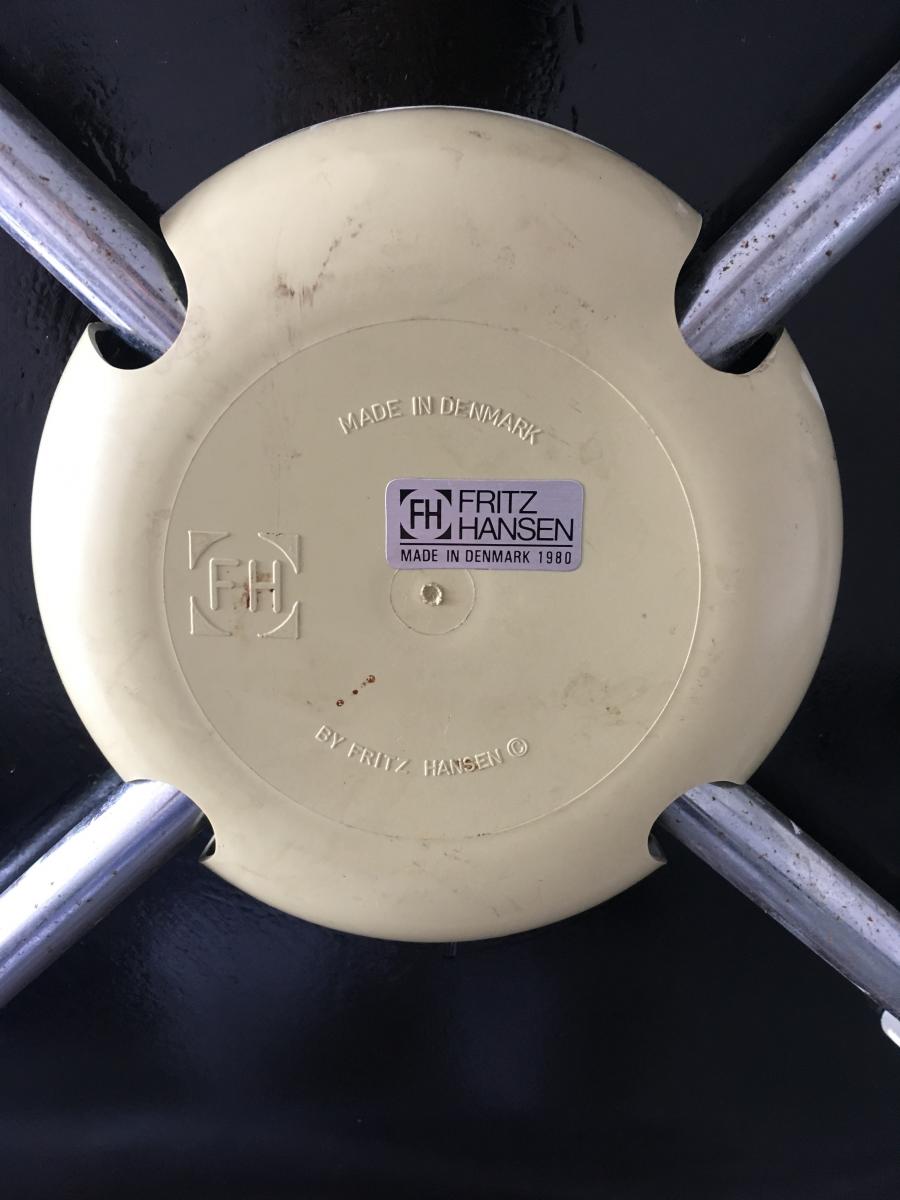 MADE IN DENMARK
FH FRITZ
HANSEN
MADE IN DENMARK 1980
FH
BY FRITZ HANSEN ©